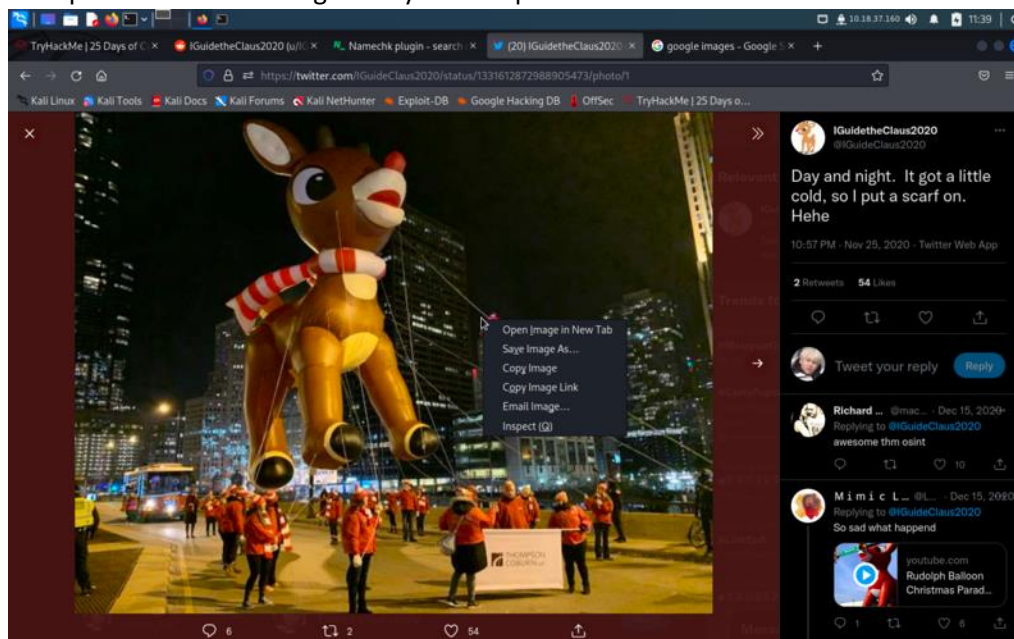 10.18.37.160
11:39
TryHackMe | 25 Days of C
IGuidetheClaus2020 (u/IG
Namechk plugin - search
(20) IGuidetheClaus2020
google images - Google S
https://twitter.com/IGuideClaus2020/status/1331612872988905473/photo/1
Kali Linux
Kali Tools
Kali Docs
Kali Forums
Kali NetHunter
Exploit-DB
Google Hacking DB
OffSec
TryHackMe | 25 Days o...
Open Image in New Tab
Save Image As...
Copy Image
Copy Image Link
Email Image...
Inspect (Q)
THOMPSON
COBURN LLP
6
2
54
Relevant
Trends fo
IGuidetheClaus2020
@IGuideClaus2020
Day and night. It got a little
cold, so I put a scarf on.
Hehe
10:57 PM · Nov 25, 2020 · Twitter Web App
2 Retweets 54 Likes
Tweet your reply
Reply
Richard ... @mac... · Dec 15, 2020
Replying to @IGuideClaus2020
awesome thm osint
10
Mimic L... @L... · Dec 15, 2020
Replying to @IGuideClaus2020
So sad what happend
youtube.com
Rudolph Balloon
Christmas Parad...
1
6